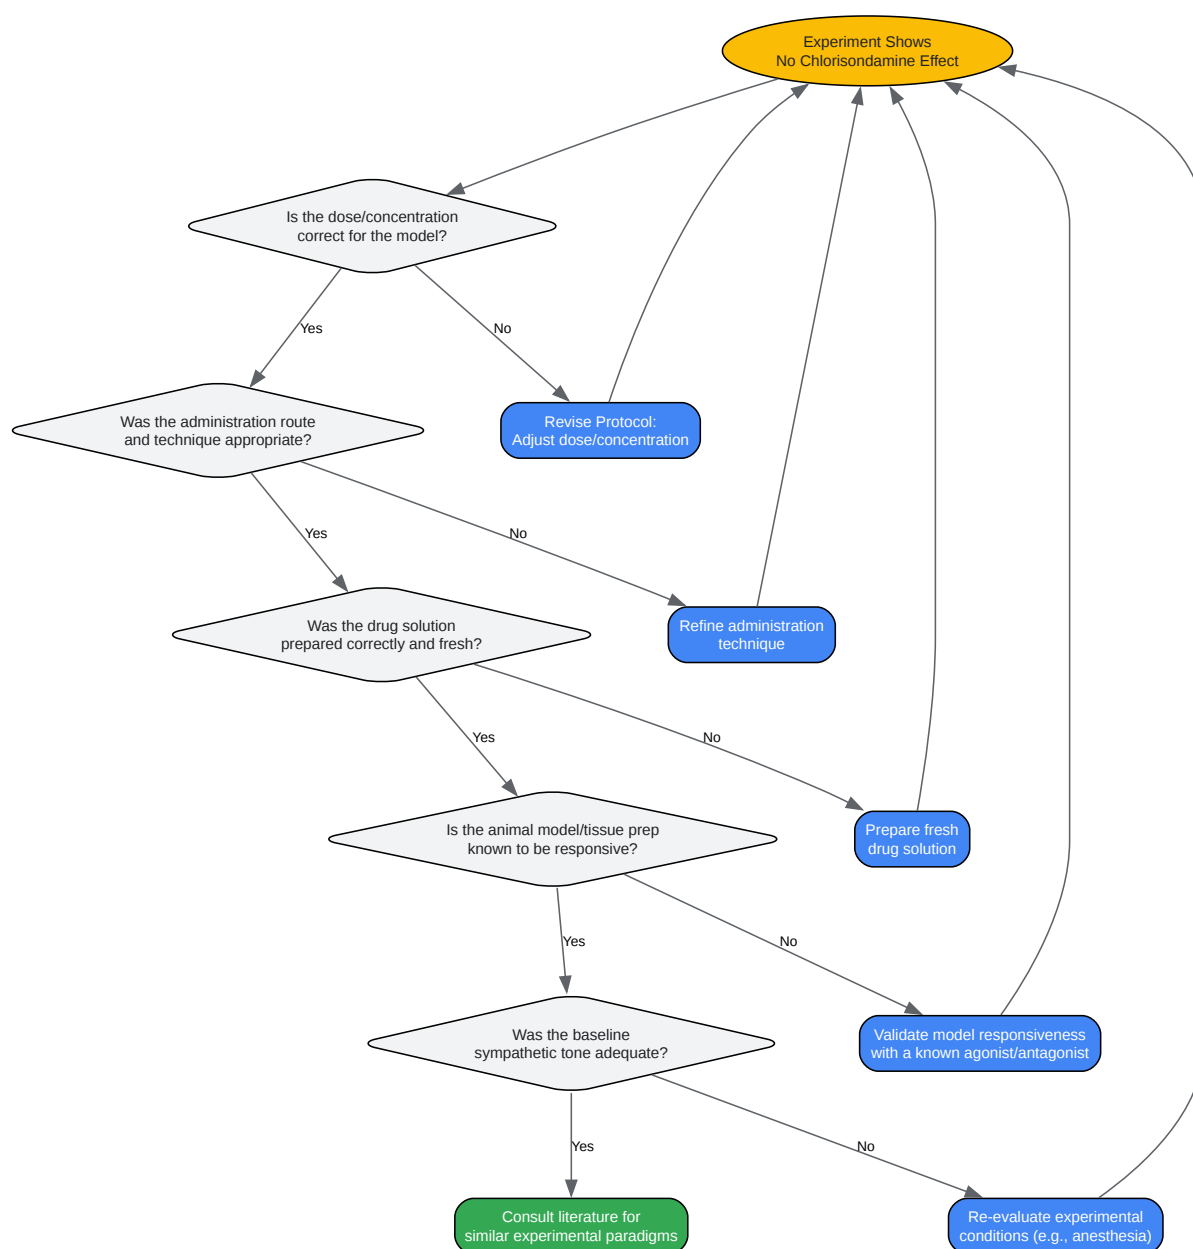 Experiment Shows
No Chlorisondamine Effect
Is the dose/concentration
correct for the model?
Yes
No
Was the administration route
and technique appropriate?
Revise Protocol:
Adjust dose/concentration
Yes
No
Was the drug solution
prepared correctly and fresh?
Refine administration
technique
Yes
No
Is the animal model/tissue prep
known to be responsive?
Prepare fresh
drug solution
Yes
No
Was the baseline
sympathetic tone adequate?
Validate model responsiveness
with a known agonist/antagonist
Yes
No
Consult literature for
similar experimental paradigms
Re-evaluate experimental
conditions (e.g., anesthesia)